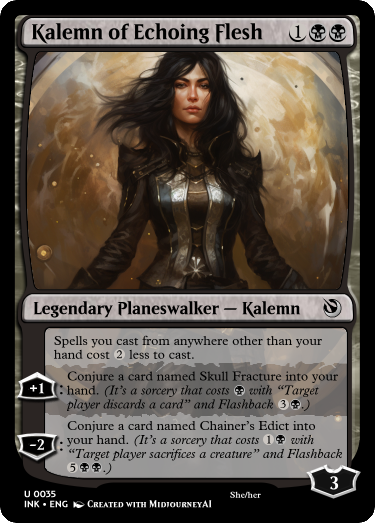 Kalemn of Echoing Flesh 1
Legendary Planeswalker — Kalemn
Spells you cast from anywhere other than your
hand cost 2 less to cast.
+1: Conjure a card named Skull Fracture into your
hand. (It's a sorcery that costs with "Target
player discards a card" and Flashback 3 .)
-2: Conjure a card named Chainer's Edict into
your hand. (It's a sorcery that costs 1 with
"Target player sacrifices a creature" and Flashback
5 .)
3
U 0035
INK • ENG Created with MidjourneyAI
She/her